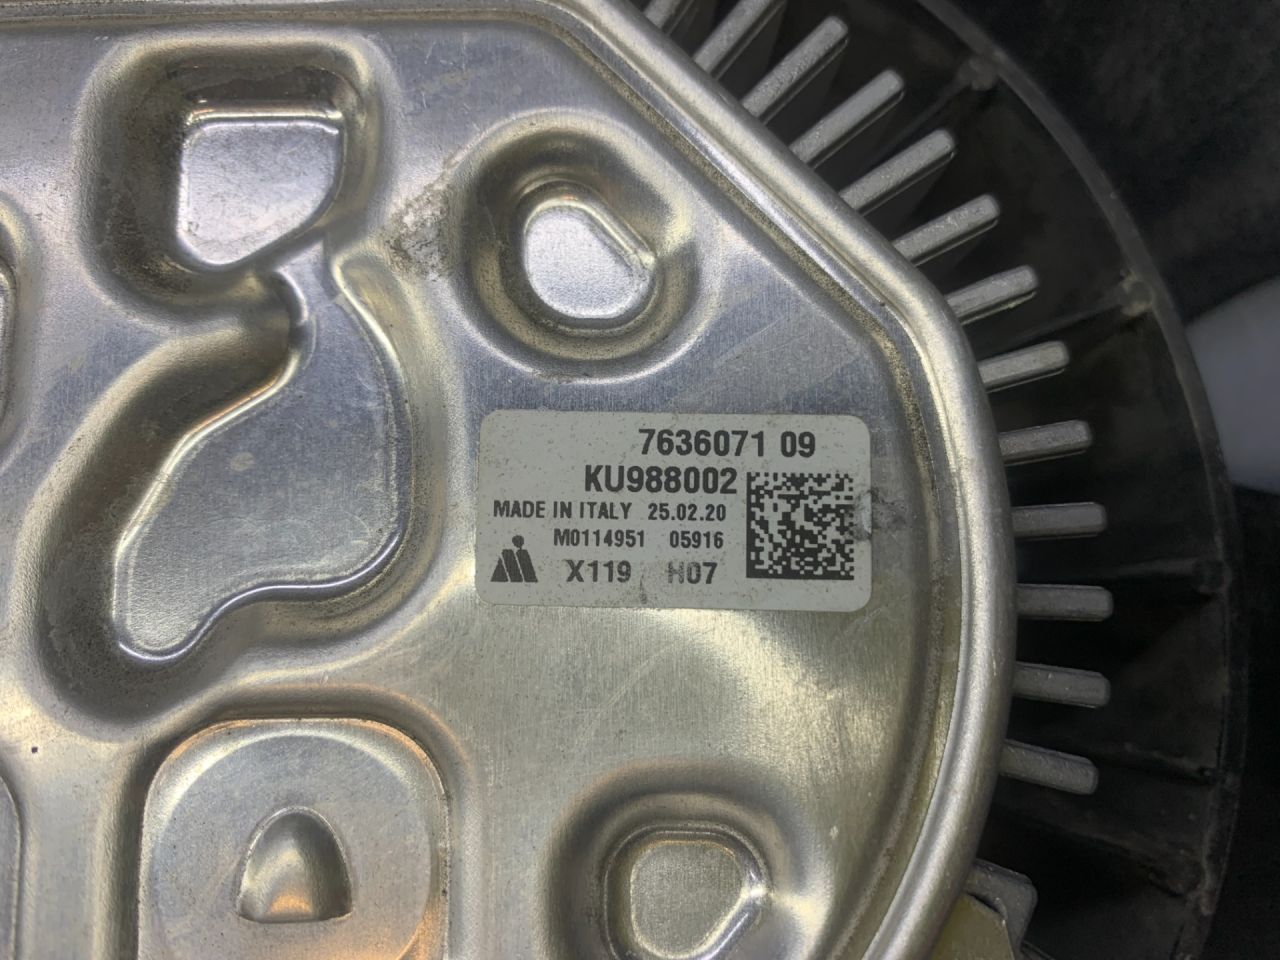 7636071 09
KU988002
MADE IN ITALY 25.02.20
M0114951 05916
X119 H07